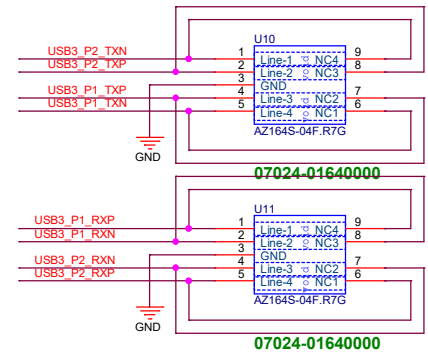 U10
USB3_P2_TXN 1 Line-1 NC4 9
USB3_P2_TXP 2 Line-2 NC3 8
3 GND
USB3_P1_TXP 4 Line-3 NC2 7
USB3_P1_TXN 5 Line-4 NC1 6
AZ164S-04F.R7G
GND
07024-01640000
U11
USB3_P1_RXP 1 Line-1 NC4 9
USB3_P1_RXN 2 Line-2 NC3 8
3 GND
USB3_P2_RXN 4 Line-3 NC2 7
USB3_P2_RXP 5 Line-4 NC1 6
AZ164S-04F.R7G
GND
07024-01640000